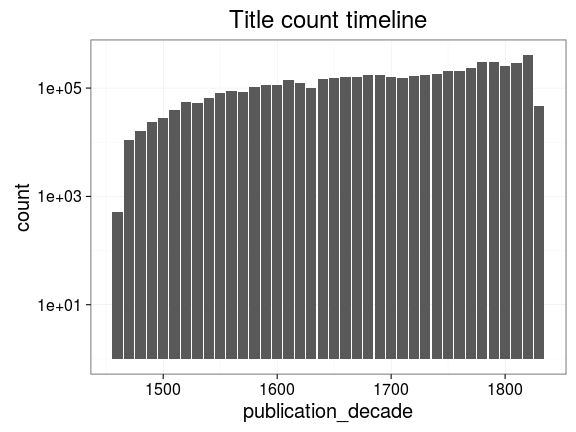 Title count timeline
1e+05
1e+03
1e+01
count
1500 1600 1700 1800
publication_decade